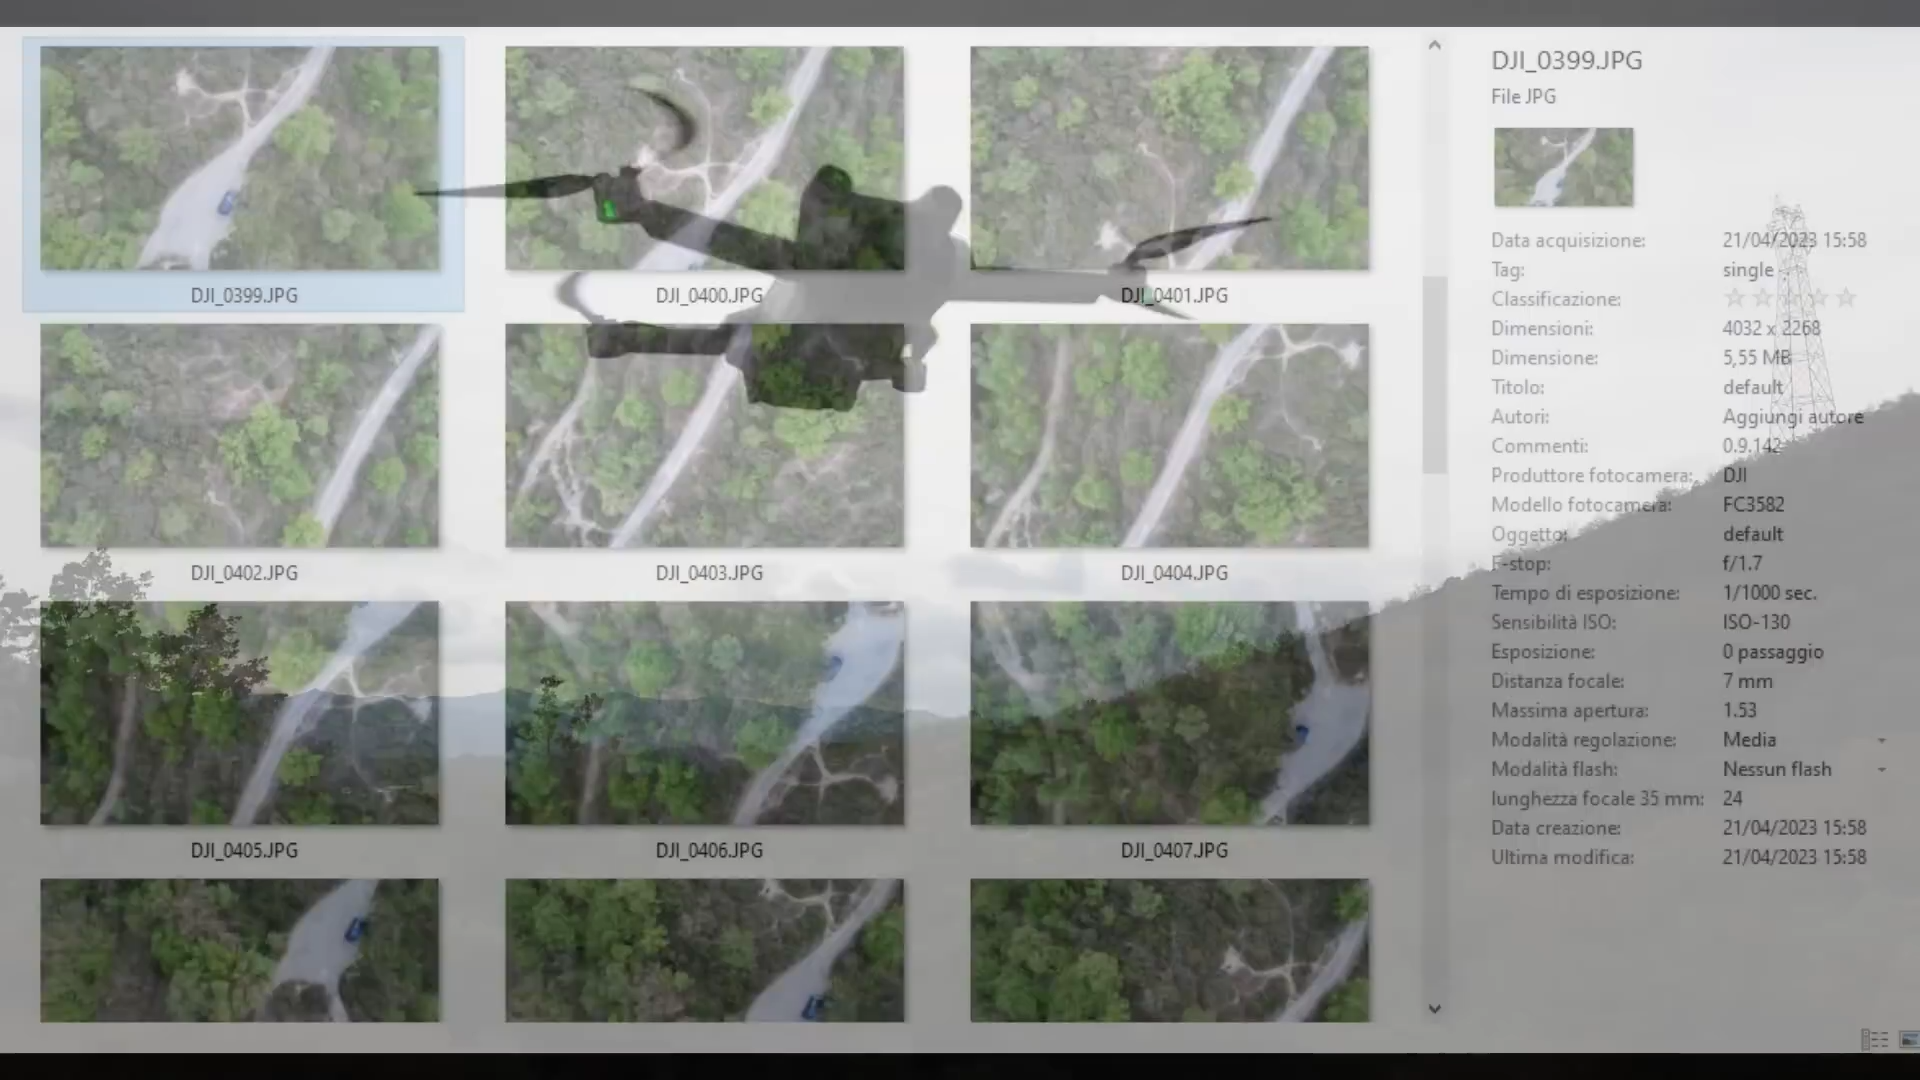 DJI_0399.JPG
DJI_0400.JPG
DJI_0401.JPG
DJI_0402.JPG
DJI_0403.JPG
DJI_0404.JPG
DJI_0405.JPG
DJI_0406.JPG
DJI_0407.JPG
DJI_0399.JPG
File JPG
Data acquisizione: 21/04/2023 15:58
Tag: single
Classificazione:
Dimensioni: 4032 x 2268
Dimensione: 5,55 MB
Titolo: default
Autori: Aggiungi autore
Commenti: 0.9.142
Produttore fotocamera: DJI
Modello fotocamera: FC3582
Oggetto: default
F-stop: f/1.7
Tempo di esposizione: 1/1000 sec.
Sensibilità ISO: ISO-130
Esposizione: 0 passaggio
Distanza focale: 7 mm
Massima apertura: 1.53
Modalità regolazione: Media
Modalità flash: Nessun flash
lunghezza focale 35 mm: 24
Data creazione: 21/04/2023 15:58
Ultima modifica: 21/04/2023 15:58